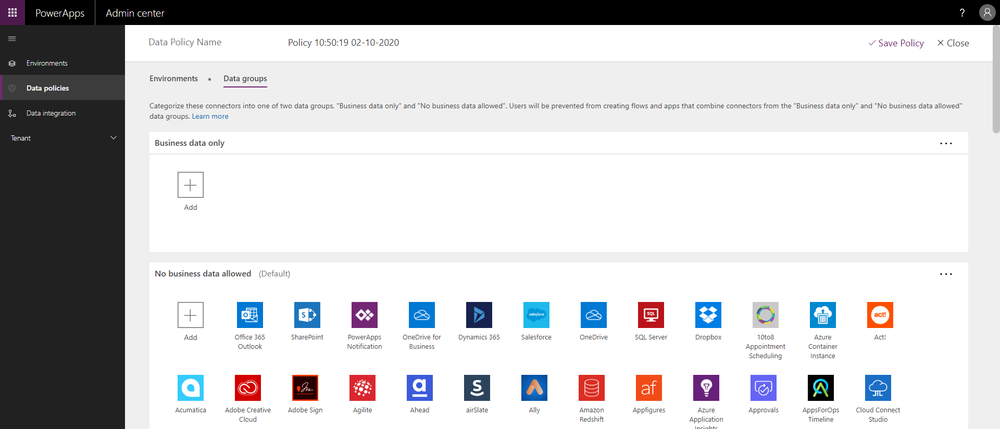 PowerApps
Admin center
?
Environments
Data policies
Data integration
Tenant
Data Policy Name
Policy 10:50:19 02-10-2020
Save Policy
Close
Environments
Data groups
Categorize these connectors into one of two data groups, "Business data only" and "No business data allowed". Users will be prevented from creating flows and apps that combine connectors from the "Business data only" and "No business data allowed"
data groups. Learn more
Business data only
Add
No business data allowed (Default)
O
S
salesforce
SQL
act!
Add
Office 365
Outlook
SharePoint
PowerApps
Notification
OneDrive for
Business
Dynamics 365
Salesforce
OneDrive
SQL Server
Dropbox
10to8
Appointment
Scheduling
Azure
Container
Instance
Act!
a
S
af
Acumatica
Adobe Creative
Cloud
Adobe Sign
Agilite
Ahead
airSlate
Ally
Amazon
Redshift
Appfigures
Azure
Application
Insights
Approvals
AppsForOps
Timeline
Cloud Connect
Studio